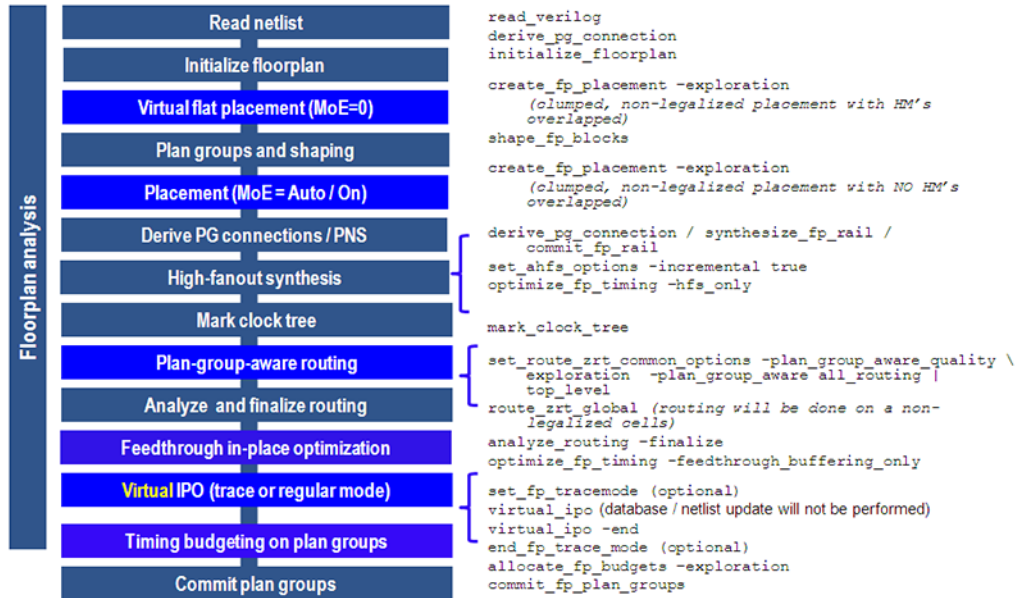 Floorplan analysis
Read netlist
Initialize floorplan
Virtual flat placement (MoE=0)
Plan groups and shaping
Placement (MoE = Auto / On)
Derive PG connections / PNS
High-fanout synthesis
Mark clock tree
Plan-group-aware routing
Analyze and finalize routing
Feedthrough in-place optimization
Virtual IPO (trace or regular mode)
Timing budgeting on plan groups
Commit plan groups
read_verilog
derive_pg_connection
initialize_floorplan
create_fp_placement -exploration
(clumped, non-legalized placement with HM's
overlapped)
shape_fp_blocks
create_fp_placement -exploration
(clumped, non-legalized placement with NO HM's
overlapped)
derive_pg_connection / synthesize_fp_rail /
commit_fp_rail
set_ahfs_options -incremental true
optimize_fp_timing -hfs_only
mark_clock_tree
set_route_zrt_common_options -plan_group_aware_quality \
exploration -plan_group_aware all_routing |
top_level
route_zrt_global (routing will be done on a non-
legalized cells)
analyze_routing -finalize
optimize_fp_timing -feedthrough_buffering_only
set_fp_tracemode (optional)
virtual_ipo (database / netlist update will not be performed)
virtual_ipo -end
end_fp_trace_mode (optional)
allocate_fp_budgets -exploration
commit_fp_plan_groups